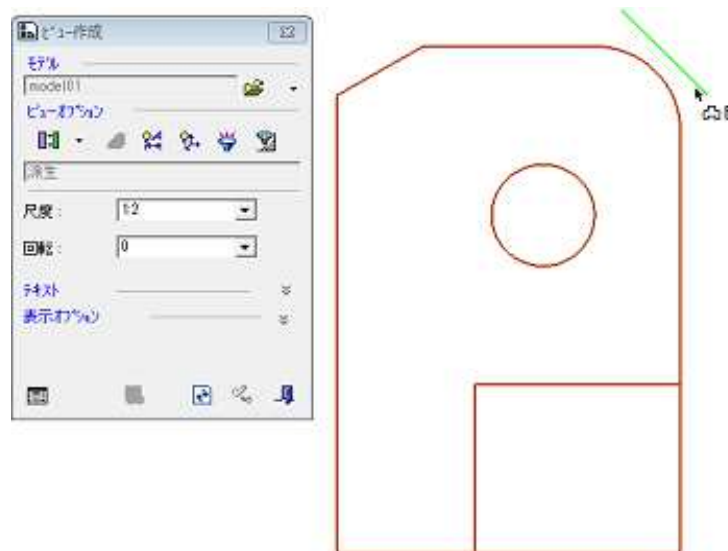 ビュー作成
モデル
model01
ビューオプション
派生
尺度 :
1:2
回転 :
0
テキスト
表示オプション